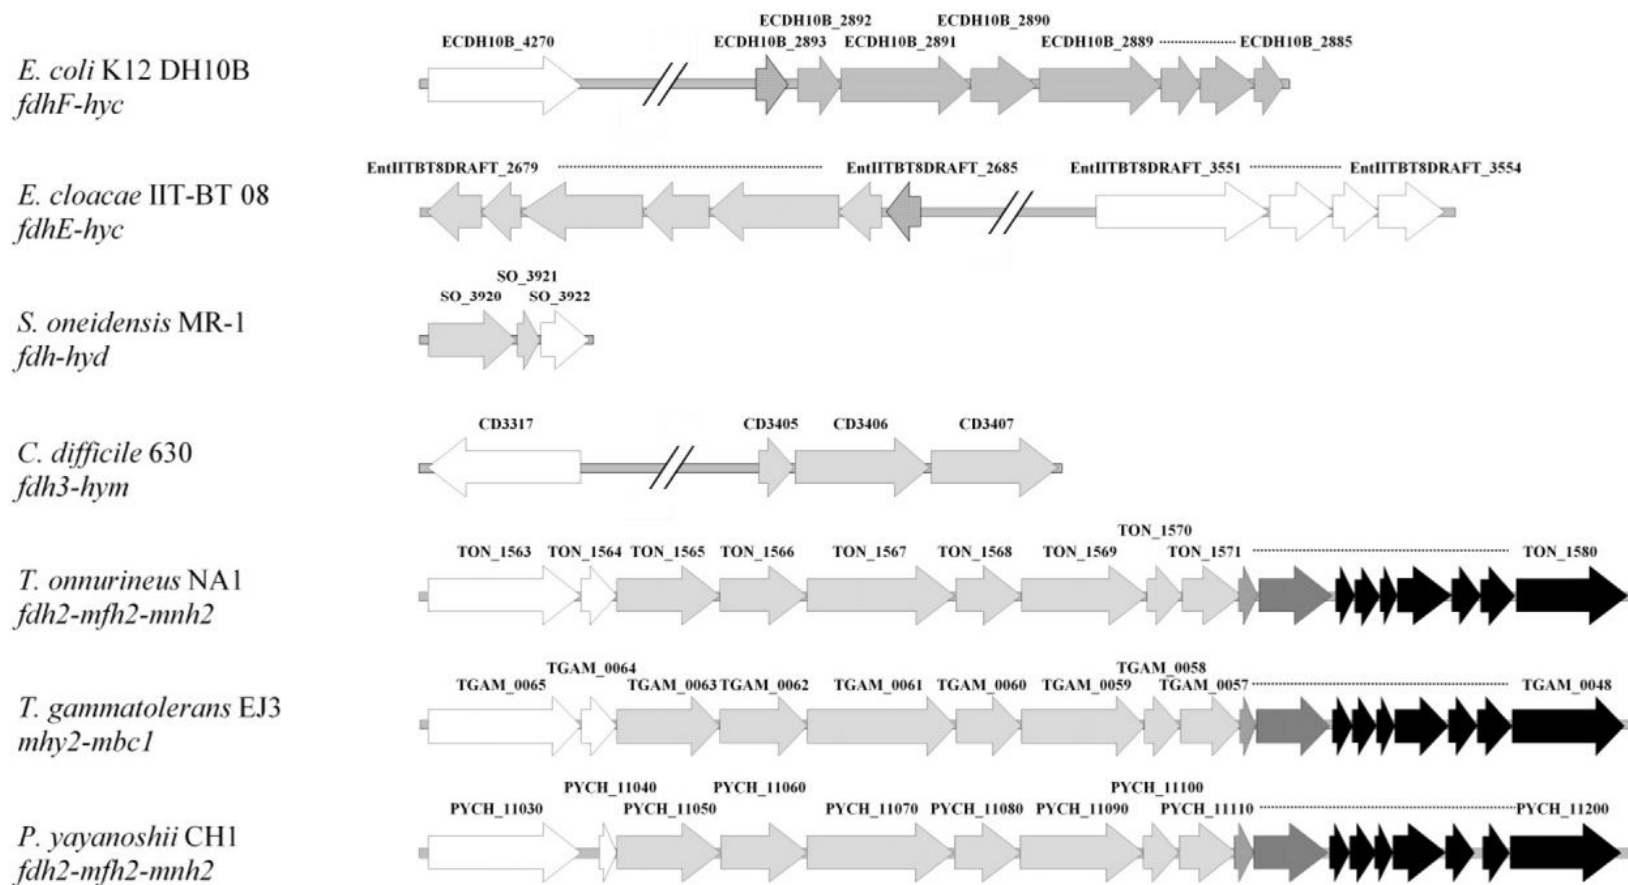 ECDH10B_2892 ECDH10B_2890
ECDH10B_4270 ECDH10B_2893 ECDH10B_2891 ECDH10B_2889 ECDH10B_2885
E. coli K12 DH10B
fdhF-hyc
EntIITBT8DRAFT_2679 EntIITBT8DRAFT_2685 EntIITBT8DRAFT_3551 EntIITBT8DRAFT_3554
E. cloacae IIT-BT 08
fdhE-hyc
SO_3921
SO_3920 SO_3922
S. oneidensis MR-1
fdh-hyd
CD3317 CD3405 CD3406 CD3407
C. difficile 630
fdh3-hym
TON_1570
TON_1563 TON_1564 TON_1565 TON_1566 TON_1567 TON_1568 TON_1569 TON_1571 TON_1580
T. onnurineus NA1
fdh2-mfh2-mnh2
TGAM_0064 TGAM_0058
TGAM_0065 TGAM_0063 TGAM_0062 TGAM_0061 TGAM_0060 TGAM_0059 TGAM_0057 TGAM_0048
T. gammatolerans EJ3
mhy2-mbc1
PYCH_11040 PYCH_11060 PYCH_11100
PYCH_11030 PYCH_11050 PYCH_11070 PYCH_11080 PYCH_11090 PYCH_11110 PYCH_11200
P. yayanoshii CH1
fdh2-mfh2-mnh2